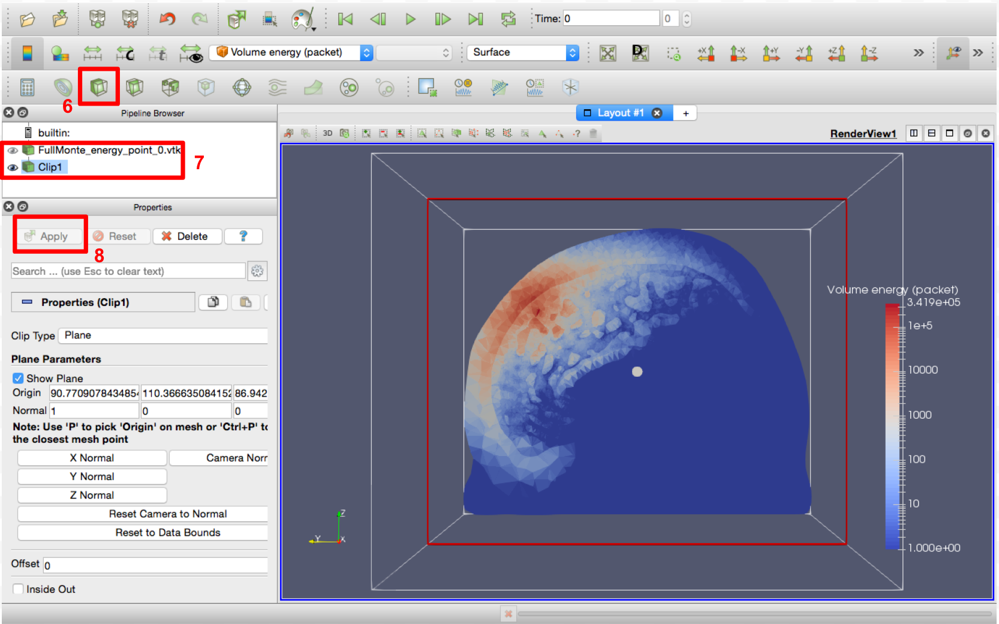 Time: 0 0
C t
Volume energy (packet) Surface D +X -X +Y -Y +Z -Z » »
6
Pipeline Browser Layout #1 +
builtin: 3D -? RenderView1
FullMonte_energy_point_0.vtk
7
Clip1
Properties
Apply Reset Delete ?
8
Search ... (use Esc to clear text)
Properties (Clip1)
Clip Type Plane
Plane Parameters
Show Plane
Origin 90.7709078434854 110.366635084152 86.942
Normal 1 0 0
Note: Use 'P' to pick 'Origin' on mesh or 'Ctrl+P' to
the closest mesh point
X Normal Camera Norr
Y Normal
Z Normal
Reset Camera to Normal
Reset to Data Bounds
Offset 0
Inside Out
Volume energy (packet)
3.419e+05
1e+5
10000
1000
100
10
1.000e+00
Z
Y X